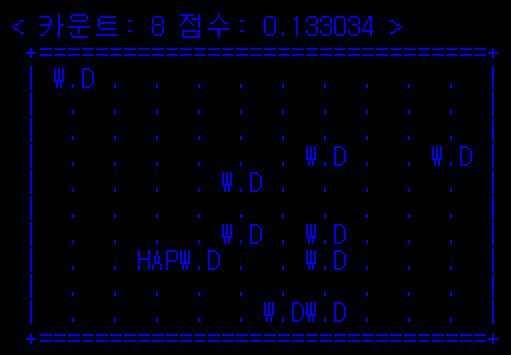 < 카운트: 8 점수: 0.133034 >
+================================+
| ₩.D .  .  .  .  .  .  .  .  .  |
|  .  .  .  .  .  .  .  .  .  .  |
|  .  .  .  .  .  .  .  .  .  .  |
|  .  .  .  .  .  . ₩.D .  . ₩.D |
|  .  .  .  . ₩.D .  .  .  .  .  |
|  .  .  .  .  .  .  .  .  .  .  |
|  .  .  .  . ₩.D . ₩.D .  .  .  |
|  .  . HAP₩.D .  . ₩.D .  .  .  |
|  .  .  .  .  .  .  .  .  .  .  |
|  .  .  .  .  . ₩.D₩.D .  .  .  |
+================================+